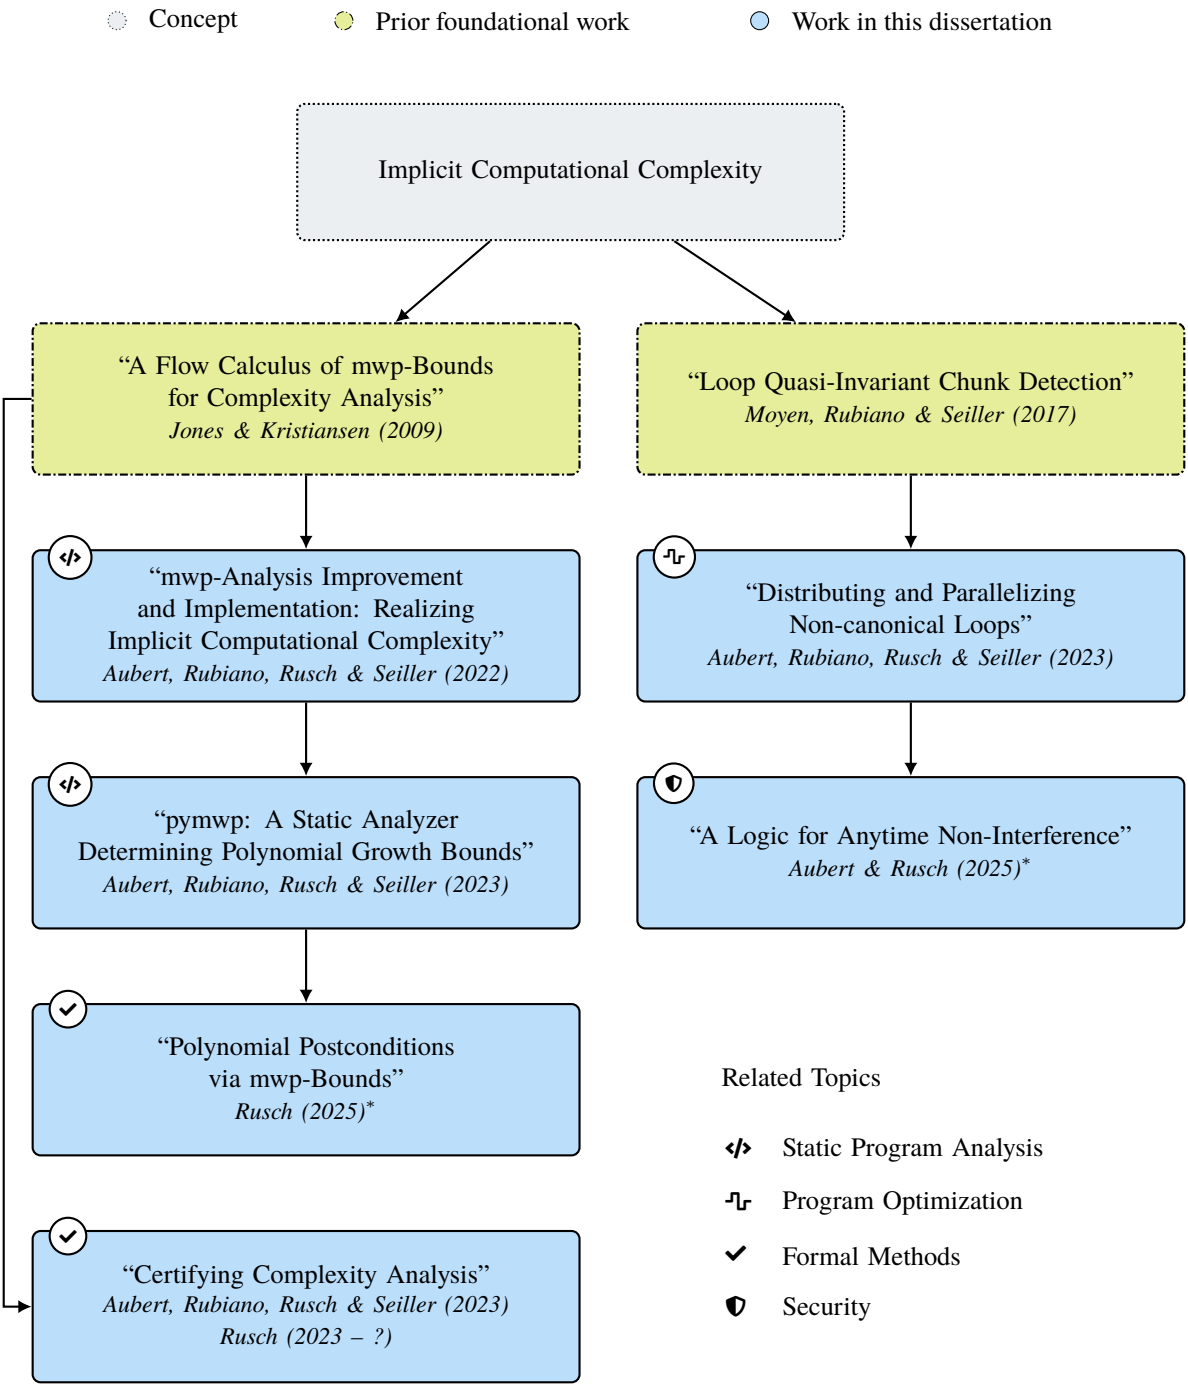 Concept
Prior foundational work
Work in this dissertation
Implicit Computational Complexity
“A Flow Calculus of mwp-Bounds
for Complexity Analysis”
Jones & Kristiansen (2009)
“Loop Quasi-Invariant Chunk Detection”
Moyen, Rubiano & Seiller (2017)
“mwp-Analysis Improvement
and Implementation: Realizing
Implicit Computational Complexity”
Aubert, Rubiano, Rusch & Seiller (2022)
“Distributing and Parallelizing
Non-canonical Loops”
Aubert, Rubiano, Rusch & Seiller (2023)
“pymwp: A Static Analyzer
Determining Polynomial Growth Bounds”
Aubert, Rubiano, Rusch & Seiller (2023)
“A Logic for Anytime Non-Interference”
Aubert & Rusch (2025)*
“Polynomial Postconditions
via mwp-Bounds”
Rusch (2025)*
“Certifying Complexity Analysis”
Aubert, Rubiano, Rusch & Seiller (2023)
Rusch (2023 – ?)
Related Topics
Static Program Analysis
Program Optimization
Formal Methods
Security